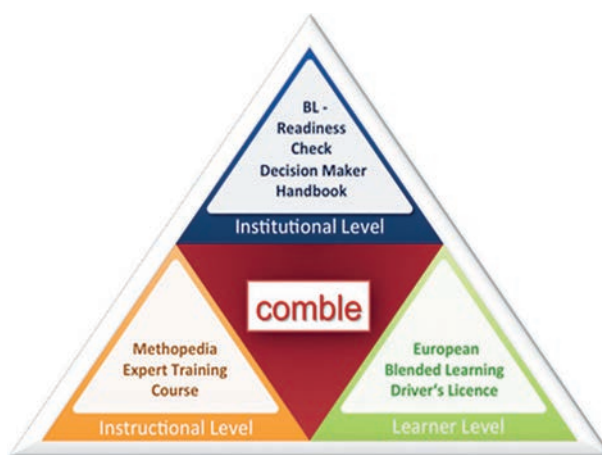 BL -
Readiness
Check
Decision Maker
Handbook
Institutional Level
comble
Methopedia
Expert Training
Course
Instructional Level
European
Blended Learning
Driver's Licence
Learner Level